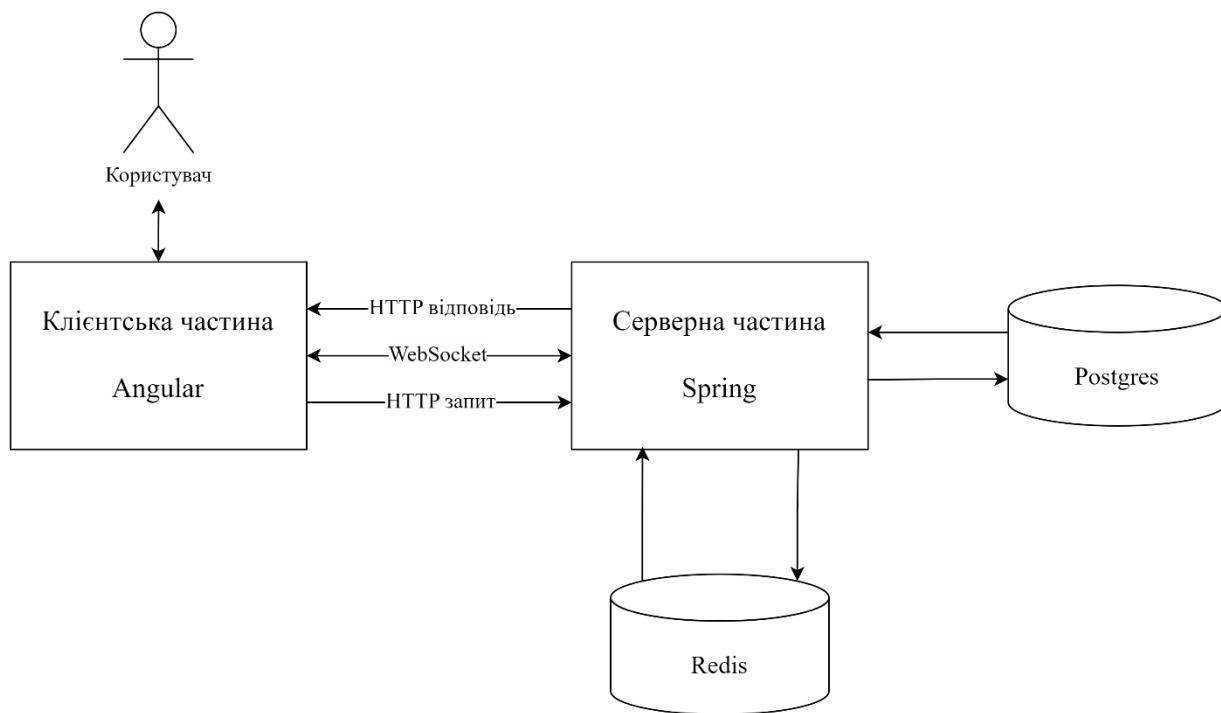 Користувач
Клієнтська частина
Angular
HTTP відповідь
WebSocket
HTTP запит
Серверна частина
Spring
Postgres
Redis